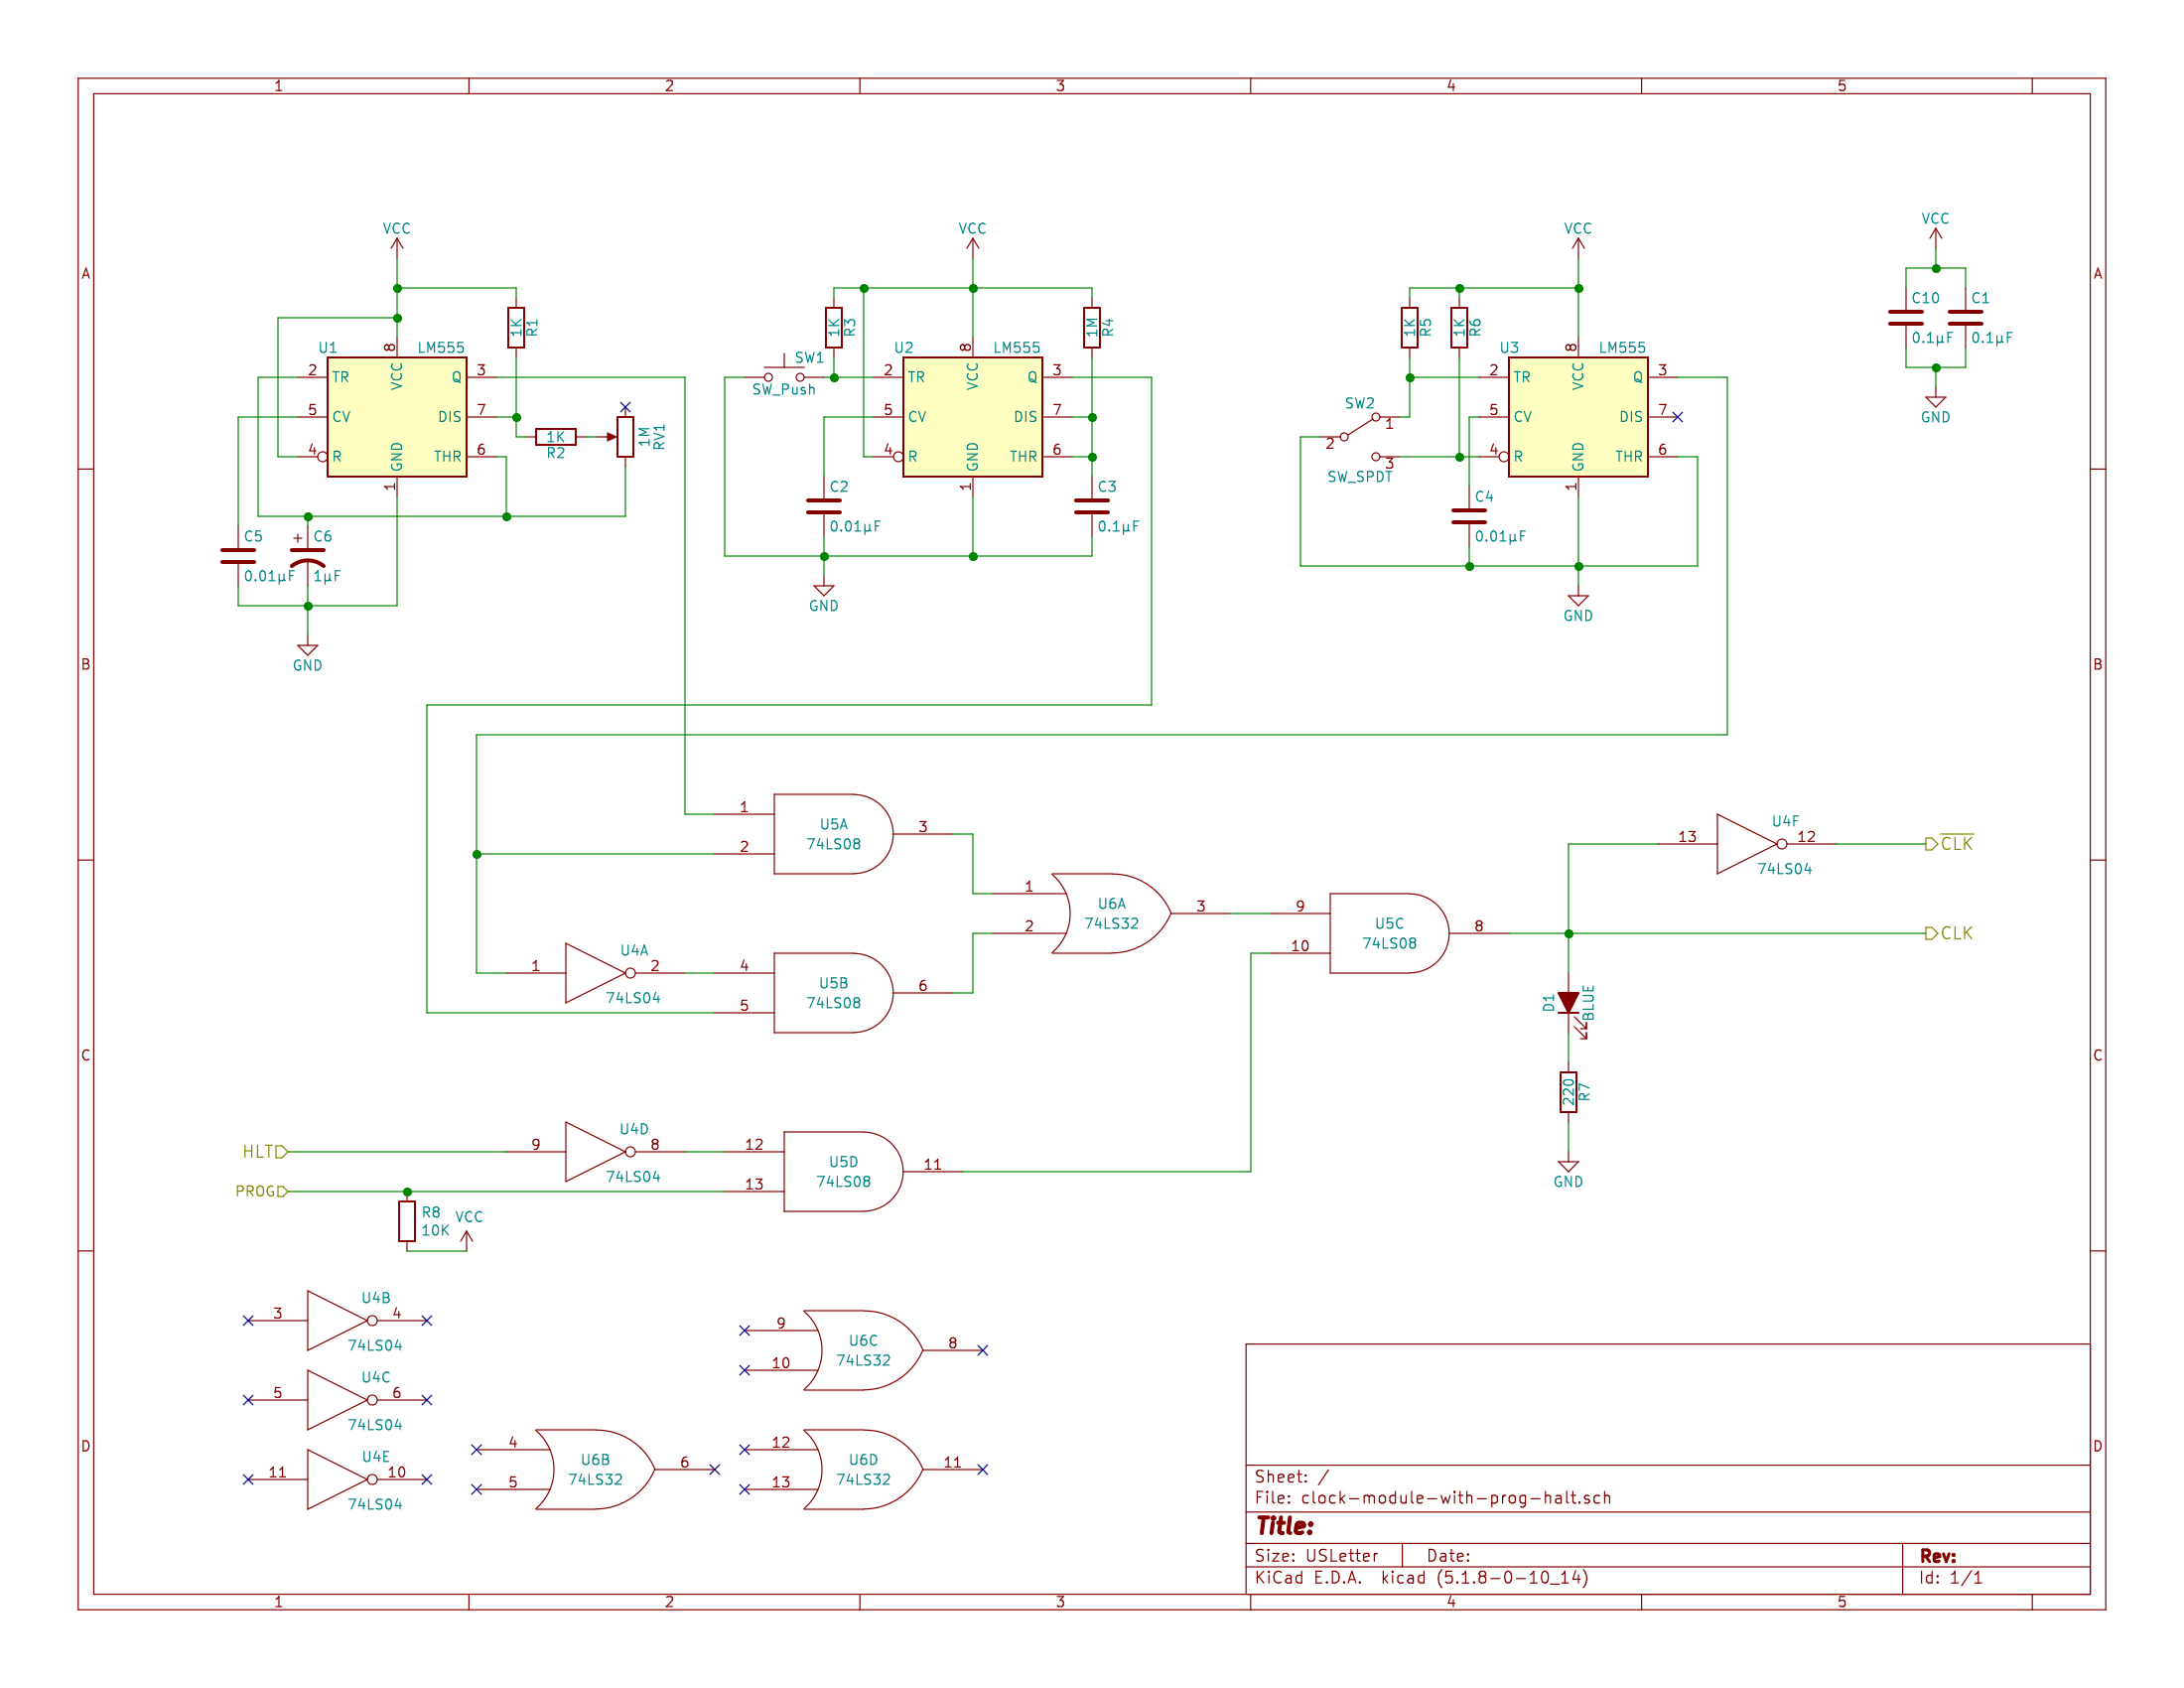 1 2 3 4 5
A A
B B
C C
D D
VCC
U1 LM555
2 TR
5 CV
4 R
VCC 8
GND 1
Q 3
DIS 7
THR 6
1K R1
1K
R2
1M
RV1
C5
0.01µF
+ C6
1µF
GND
VCC
1K R3
1M R4
SW1
SW_Push
U2 LM555
2 TR
5 CV
4 R
VCC 8
GND 1
Q 3
DIS 7
THR 6
C2
0.01µF
C3
0.1µF
GND
VCC
1K R5
1K R6
SW2
1
2
3
SW_SPDT
U3 LM555
2 TR
5 CV
4 R
VCC 8
GND 1
Q 3
DIS 7
THR 6
C4
0.01µF
GND
VCC
C10
0.1µF
C1
0.1µF
GND
1 2 3
U5A
74LS08
1 2
U4A
74LS04
4 5 6
U5B
74LS08
1 2 3
U6A
74LS32
9 10 8
U5C
74LS08
13 12
U4F
74LS04
CLK
CLK
D1
BLUE
220
R7
GND
HLT
PROG
9 8
U4D
74LS04
12 13 11
U5D
74LS08
R8
10K
VCC
3 4
U4B
74LS04
5 6
U4C
74LS04
11 10
U4E
74LS04
4 5 6
U6B
74LS32
9 10 8
U6C
74LS32
12 13 11
U6D
74LS32
Sheet: /
File: clock-module-with-prog-halt.sch
Title:
Size: USLetter Date: Rev:
KiCad E.D.A. kicad (5.1.8-0-10_14) Id: 1/1
1 2 3 4 5